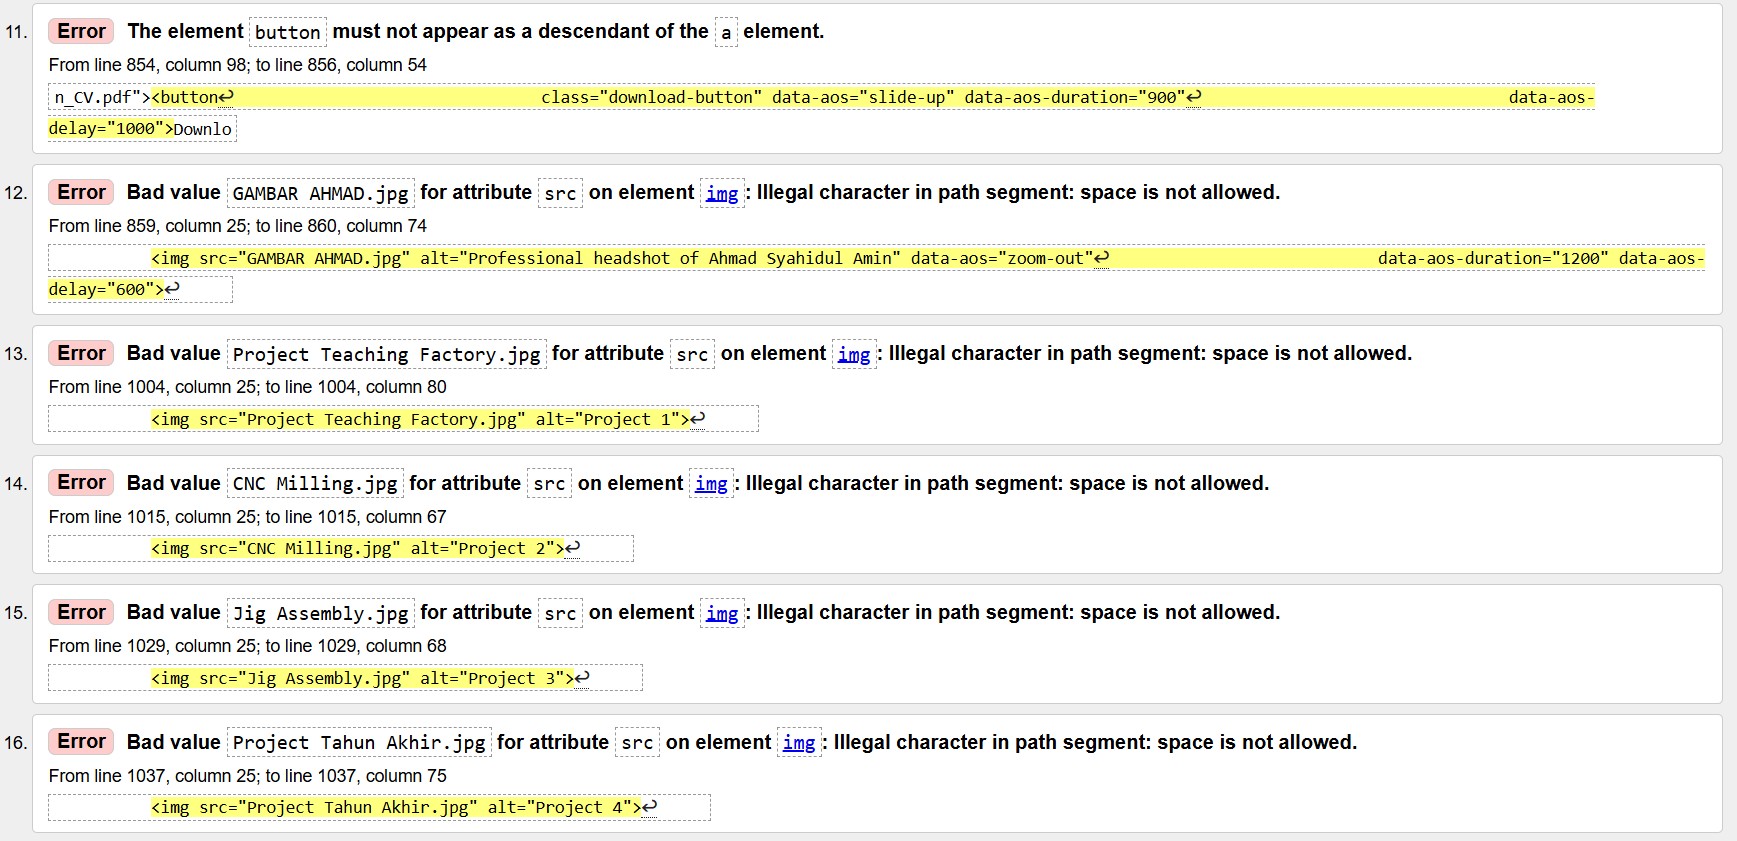 11. Error The element button must not appear as a descendant of the a element.
From line 854, column 98; to line 856, column 54
n_CV.pdf"><button↩ class="download-button" data-aos="slide-up" data-aos-duration="900"↩ data-aos-
delay="1000">Downlo
12. Error Bad value GAMBAR AHMAD.jpg for attribute src on element img: Illegal character in path segment: space is not allowed.
From line 859, column 25; to line 860, column 74
<img src="GAMBAR AHMAD.jpg" alt="Professional headshot of Ahmad Syahidul Amin" data-aos="zoom-out"↩ data-aos-duration="1200" data-aos-
delay="600">↩
13. Error Bad value Project Teaching Factory.jpg for attribute src on element img: Illegal character in path segment: space is not allowed.
From line 1004, column 25; to line 1004, column 80
<img src="Project Teaching Factory.jpg" alt="Project 1">↩
14. Error Bad value CNC Milling.jpg for attribute src on element img: Illegal character in path segment: space is not allowed.
From line 1015, column 25; to line 1015, column 67
<img src="CNC Milling.jpg" alt="Project 2">↩
15. Error Bad value Jig Assembly.jpg for attribute src on element img: Illegal character in path segment: space is not allowed.
From line 1029, column 25; to line 1029, column 68
<img src="Jig Assembly.jpg" alt="Project 3">↩
16. Error Bad value Project Tahun Akhir.jpg for attribute src on element img: Illegal character in path segment: space is not allowed.
From line 1037, column 25; to line 1037, column 75
<img src="Project Tahun Akhir.jpg" alt="Project 4">↩